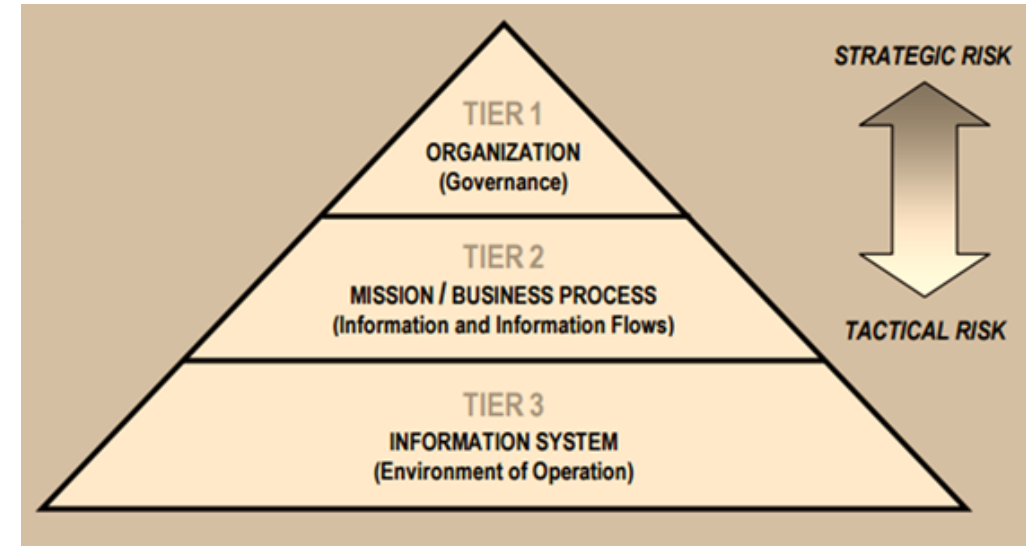 TIER 1
ORGANIZATION
(Governance)
TIER 2
MISSION / BUSINESS PROCESS
(Information and Information Flows)
TIER 3
INFORMATION SYSTEM
(Environment of Operation)
STRATEGIC RISK
TACTICAL RISK